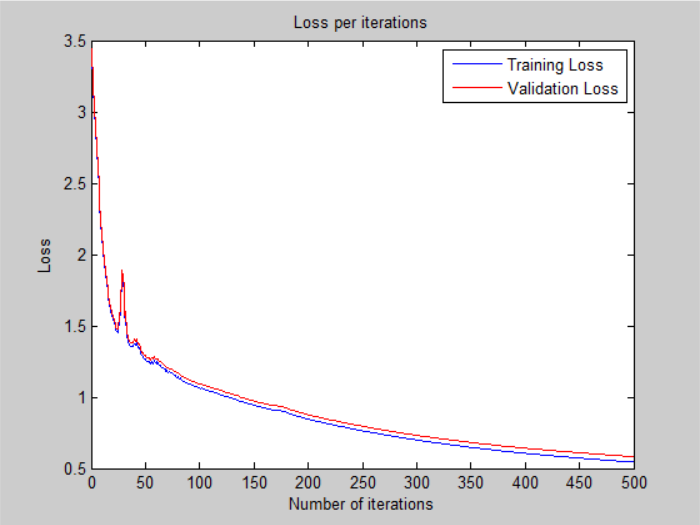 Loss per iterations
3.5
3
2.5
2
1.5
1
0.5
Loss
Training Loss
Validation Loss
0 50 100 150 200 250 300 350 400 450 500
Number of iterations